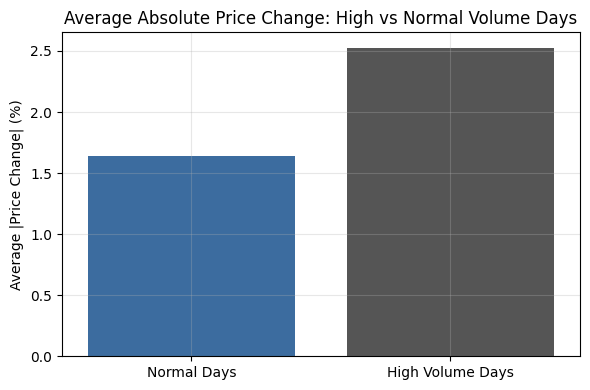 Average Absolute Price Change: High vs Normal Volume Days
Average |Price Change| (%)
2.5
2.0
1.5
1.0
0.5
0.0
Normal Days
High Volume Days